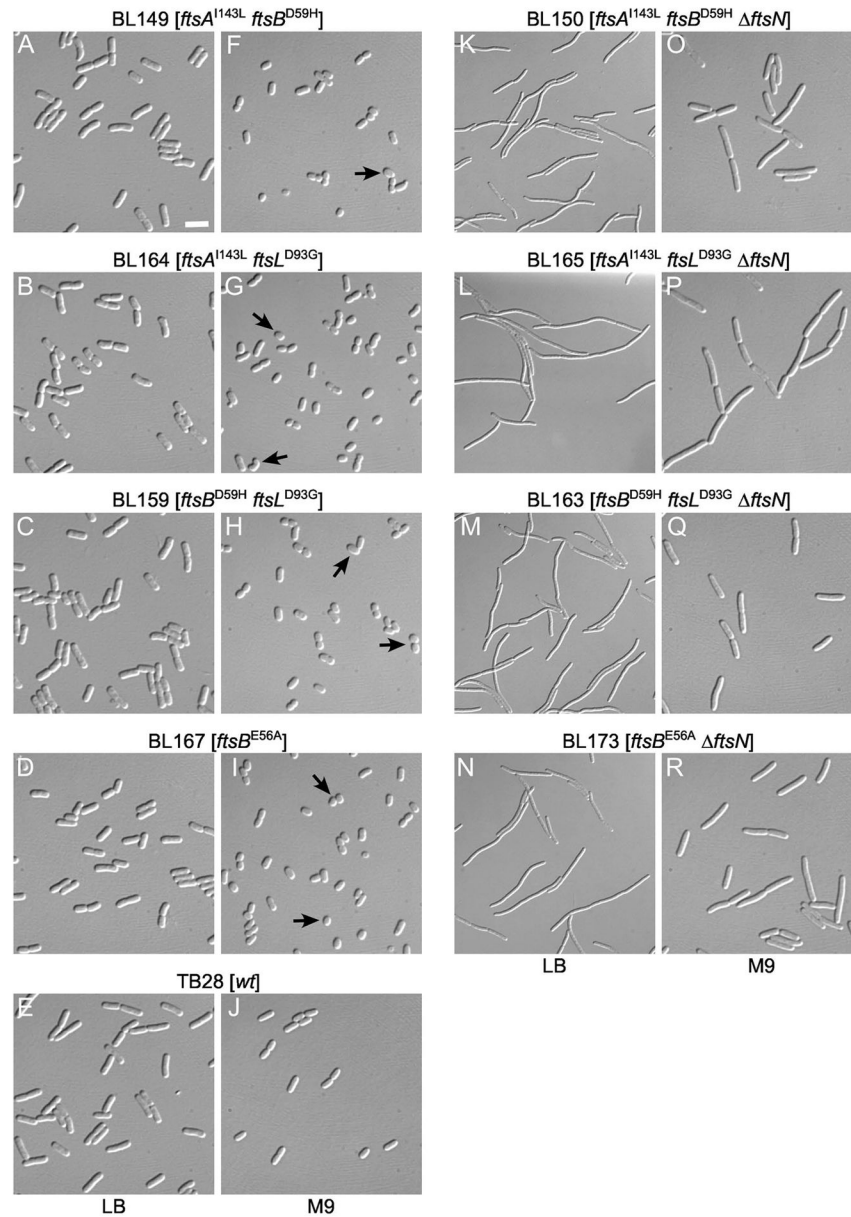 BL149 [ftsA^I143L ftsB^D59H]
A F
BL164 [ftsA^I143L ftsL^D93G]
B G
BL159 [ftsB^D59H ftsL^D93G]
C H
BL167 [ftsB^E56A]
D I
TB28 [wt]
E J
LB M9
BL150 [ftsA^I143L ftsB^D59H ΔftsN]
K O
BL165 [ftsA^I143L ftsL^D93G ΔftsN]
L P
BL163 [ftsB^D59H ftsL^D93G ΔftsN]
M Q
BL173 [ftsB^E56A ΔftsN]
N R
LB M9